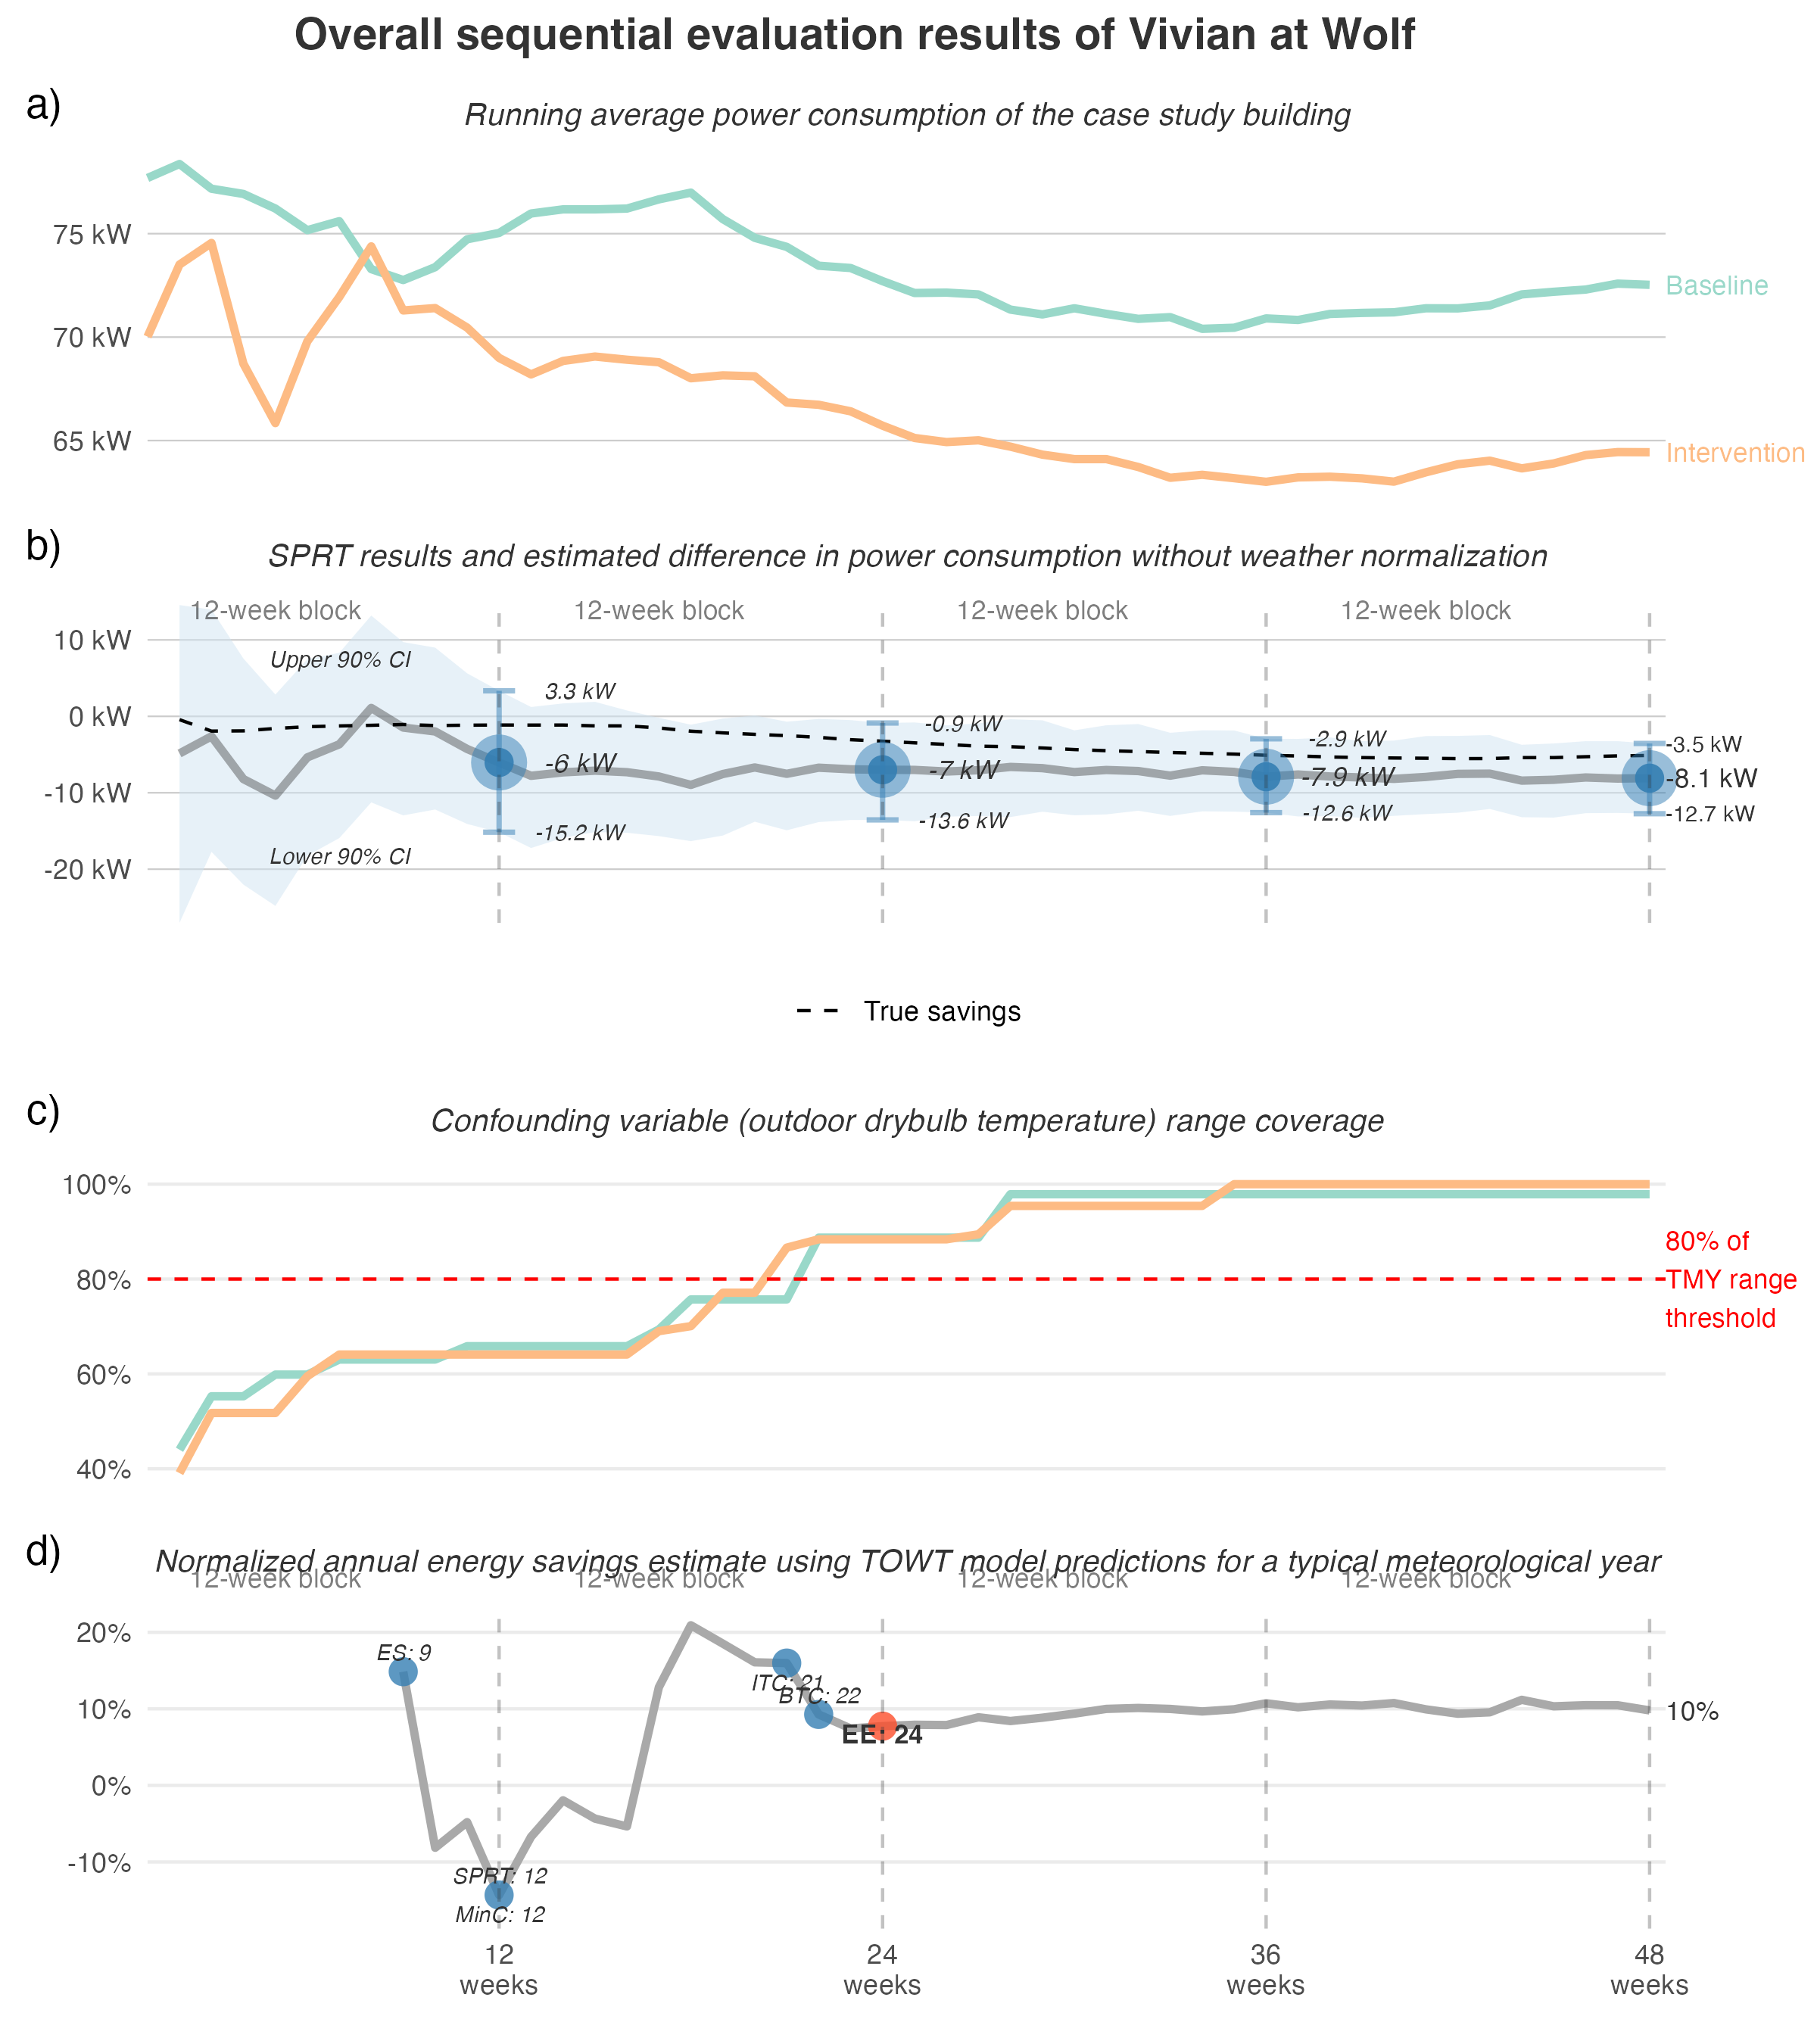 Overall sequential evaluation results of Vivian at Wolf
a)
Running average power consumption of the case study building
75 kW
70 kW
65 kW
Baseline
Intervention
b)
SPRT results and estimated difference in power consumption without weather normalization
12-week block 12-week block 12-week block 12-week block
10 kW
0 kW
-10 kW
-20 kW
Upper 90% CI
Lower 90% CI
3.3 kW
-6 kW
-15.2 kW
-0.9 kW
-7 kW
-13.6 kW
-2.9 kW
-7.9 kW
-12.6 kW
-3.5 kW
-8.1 kW
-12.7 kW
True savings
c)
Confounding variable (outdoor drybulb temperature) range coverage
100%
80%
60%
40%
80% of
TMY range
threshold
d)
Normalized annual energy savings estimate using TOWT model predictions for a typical meteorological year
12-week block 12-week block 12-week block 12-week block
20%
10%
0%
-10%
ES: 9
SPRT: 12
MinC: 12
ITC: 21
BTC: 22
EE: 24
10%
12
weeks
24
weeks
36
weeks
48
weeks